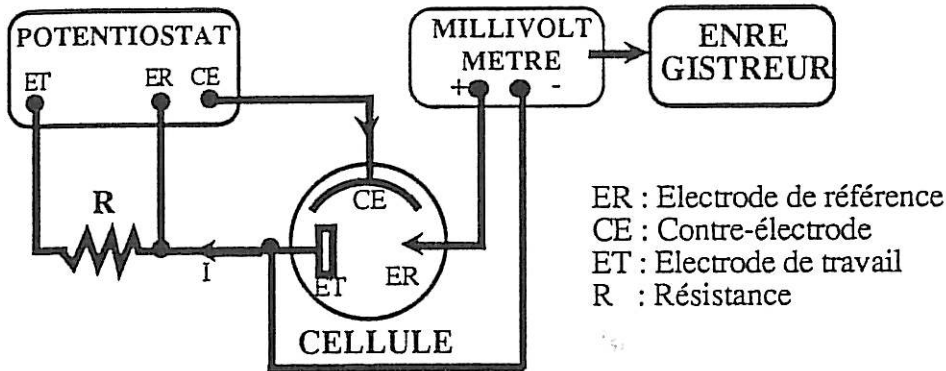 POTENTIOSTAT
ET
ER
CE
MILLIVOLT
METRE
+
-
ENRE
GISTREUR
R
I
CE
ET
ER
CELLULE
ER : Electrode de référence
CE : Contre-électrode
ET : Electrode de travail
R : Résistance